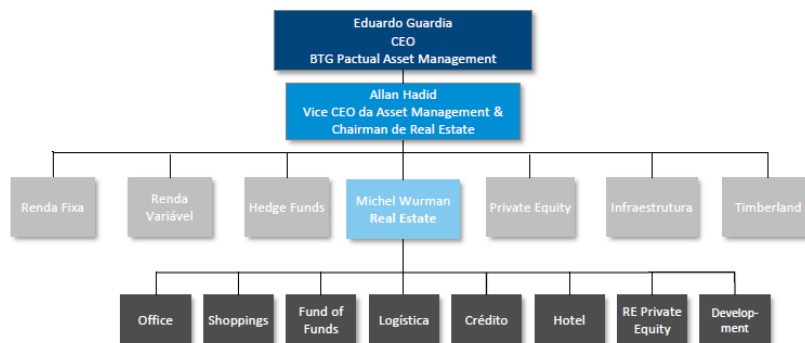 Eduardo Guardia
CEO
BTG Pactual Asset Management
Allan Hadid
Vice CEO da Asset Management &
Chairman de Real Estate
Renda Fixa
Renda
Variável
Hedge Funds
Michel Wurman
Real Estate
Private Equity
Infraestrutura
Timberland
Office
Shoppings
Fund of
Funds
Logística
Crédito
Hotel
RE Private
Equity
Develop-
ment